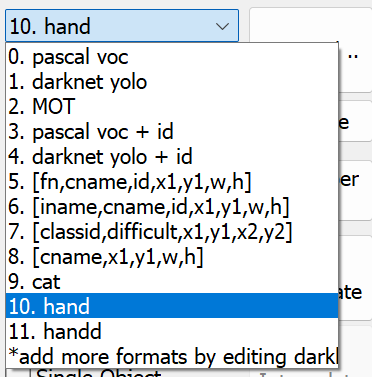 10. hand
..
0. pascal voc
1. darknet yolo
2. MOT
3. pascal voc + id
4. darknet yolo + id
5. [fn,cname,id,x1,y1,w,h]
6. [iname,cname,id,x1,y1,w,h]
7. [classid,difficult,x1,y1,x2,y2]
8. [cname,x1,y1,w,h]
9. cat
10. hand
11. handd
*add more formats by editing darkl
Single Object